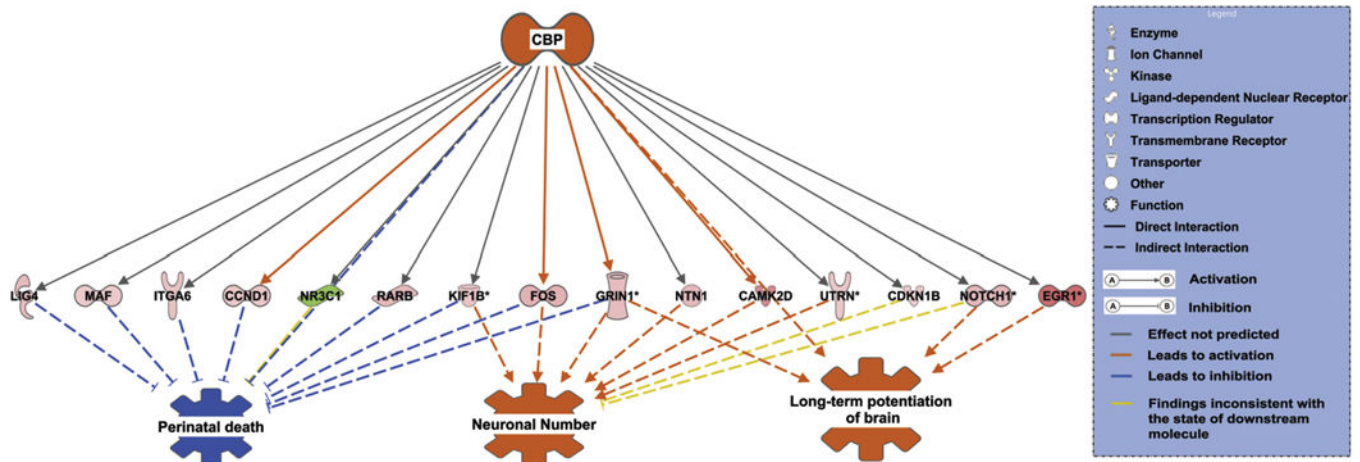 CBP
LIG4
MAF
ITGA6
CCND1
NR3C1
RARB
KIF1B*
FOS
GRIN1*
NTN1
CAMK2D
UTRN*
CDKN1B
NOTCH1*
EGR1*
Perinatal death
Neuronal Number
Long-term potentiation
of brain
Legend
Enzyme
Ion Channel
Kinase
Ligand-dependent Nuclear Receptor
Transcription Regulator
Transmembrane Receptor
Transporter
Other
Function
Direct Interaction
Indirect Interaction
A B Activation
A B Inhibition
Effect not predicted
Leads to activation
Leads to inhibition
Findings inconsistent with
the state of downstream
molecule